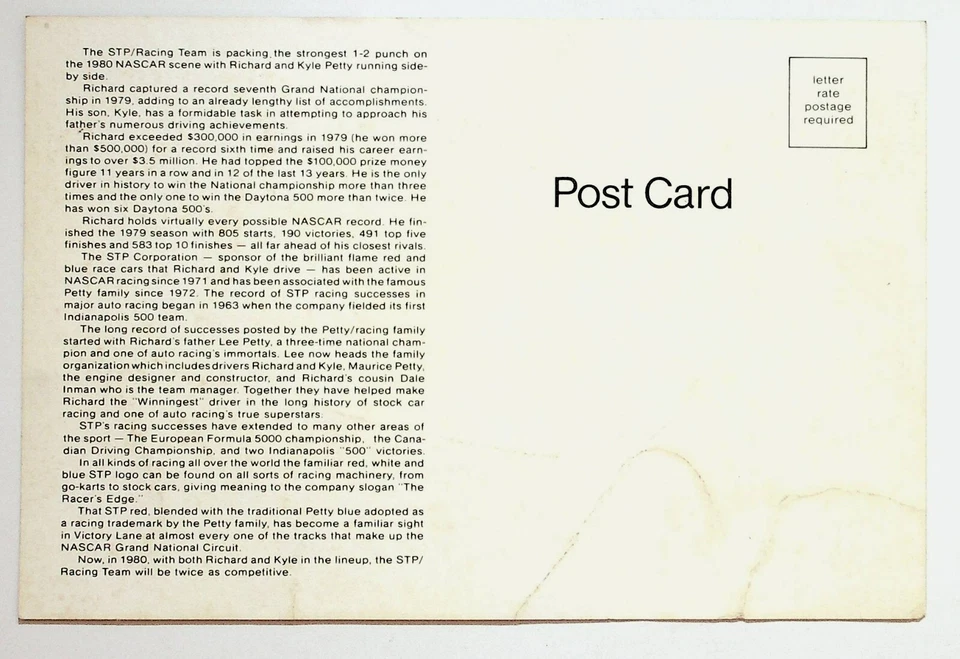 The STP/Racing Team is packing the strongest 1-2 punch on
the 1980 NASCAR scene with Richard and Kyle Petty running side-
by side.
Richard captured a record seventh Grand National champion-
ship in 1979, adding to an already lengthy list of accomplishments.
His son, Kyle, has a formidable task in attempting to approach his
father's numerous driving achievements.
Richard exceeded $300,000 in earnings in 1979 (he won more
than $500,000) for a record sixth time and raised his career earn-
ings to over $3.5 million. He had topped the $100,000 prize money
figure 11 years in a row and in 12 of the last 13 years. He is the only
driver in history to win the National championship more than three
times and the only one to win the Daytona 500 more than twice. He
has won six Daytona 500's.
Richard holds virtually every possible NASCAR record. He fin-
ished the 1979 season with 805 starts, 190 victories, 491 top five
finishes and 583 top 10 finishes — all far ahead of his closest rivals.
The STP Corporation — sponsor of the brilliant flame red and
blue race cars that Richard and Kyle drive — has been active in
NASCAR racing since 1971 and has been associated with the famous
Petty family since 1972. The record of STP racing successes in
major auto racing began in 1963 when the company fielded its first
Indianapolis 500 team.
The long record of successes posted by the Petty/racing family
started with Richard's father Lee Petty, a three-time national cham-
pion and one of auto racing's immortals. Lee now heads the family
organization which includes drivers Richard and Kyle, Maurice Petty,
the engine designer and constructor, and Richard's cousin Dale
Inman who is the team manager. Together they have helped make
Richard the "Winningest" driver in the long history of stock car
racing and one of auto racing's true superstars.
STP's racing successes have extended to many other areas of
the sport — The European Formula 5000 championship, the Cana-
dian Driving Championship, and two Indianapolis "500" victories.
In all kinds of racing all over the world the familiar red, white and
blue STP logo can be found on all sorts of racing machinery, from
go-karts to stock cars, giving meaning to the company slogan "The
Racer's Edge."
That STP red, blended with the traditional Petty blue adopted as
a racing trademark by the Petty family, has become a familiar sight
in Victory Lane at almost every one of the tracks that make up the
NASCAR Grand National Circuit.
Now, in 1980, with both Richard and Kyle in the lineup, the STP/
Racing Team will be twice as competitive.
Post Card
letter
rate
postage
required